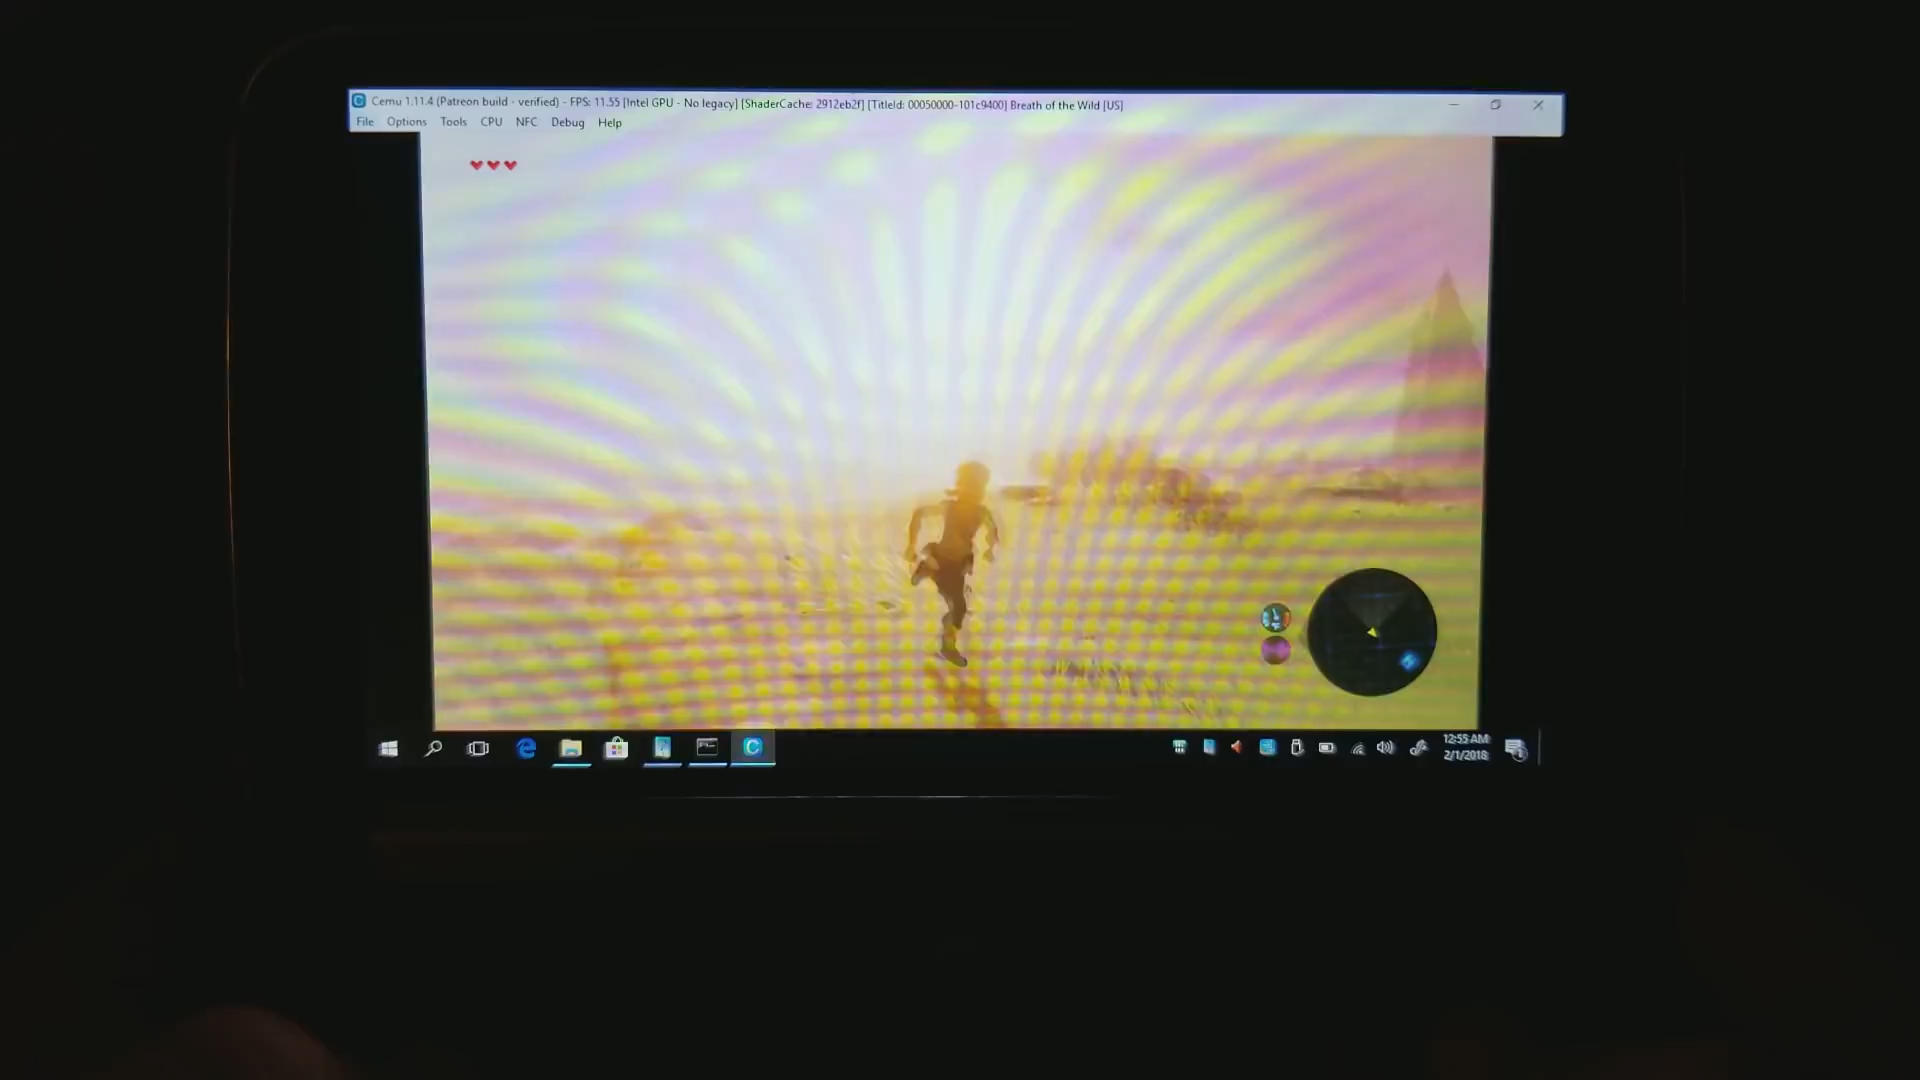 Cemu 1.11.4 (Patreon build - verified) - FPS: 11.55 [Intel GPU - No legacy] [ShaderCache: 2912eb2f] [TitleId: 00050000-101c9400] Breath of the Wild [US]
File Options Tools CPU NFC Debug Help
12:55 AM
2/1/2018